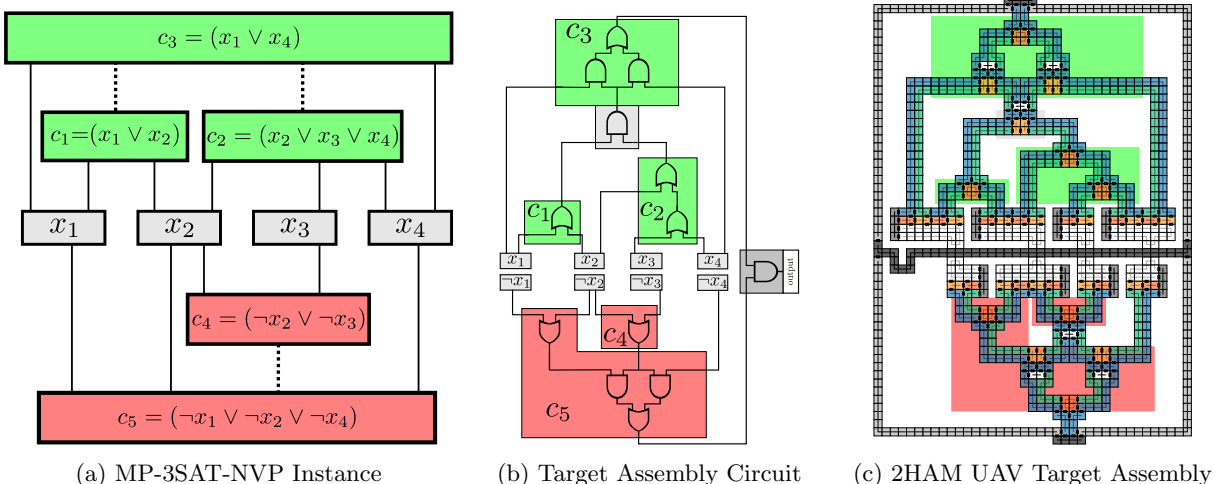 c₃ = (x₁ ∨ x₄)
c₁=(x₁ ∨ x₂)
c₂ = (x₂ ∨ x₃ ∨ x₄)
x₁ x₂ x₃ x₄
c₄ = (¬x₂ ∨ ¬x₃)
c₅ = (¬x₁ ∨ ¬x₂ ∨ ¬x₄)
(a) MP-3SAT-NVP Instance
c₃
c₁ c₂
x₁ x₂ x₃ x₄
¬x₁ ¬x₂ ¬x₃ ¬x₄
output
c₄
c₅
(b) Target Assembly Circuit
(c) 2HAM UAV Target Assembly